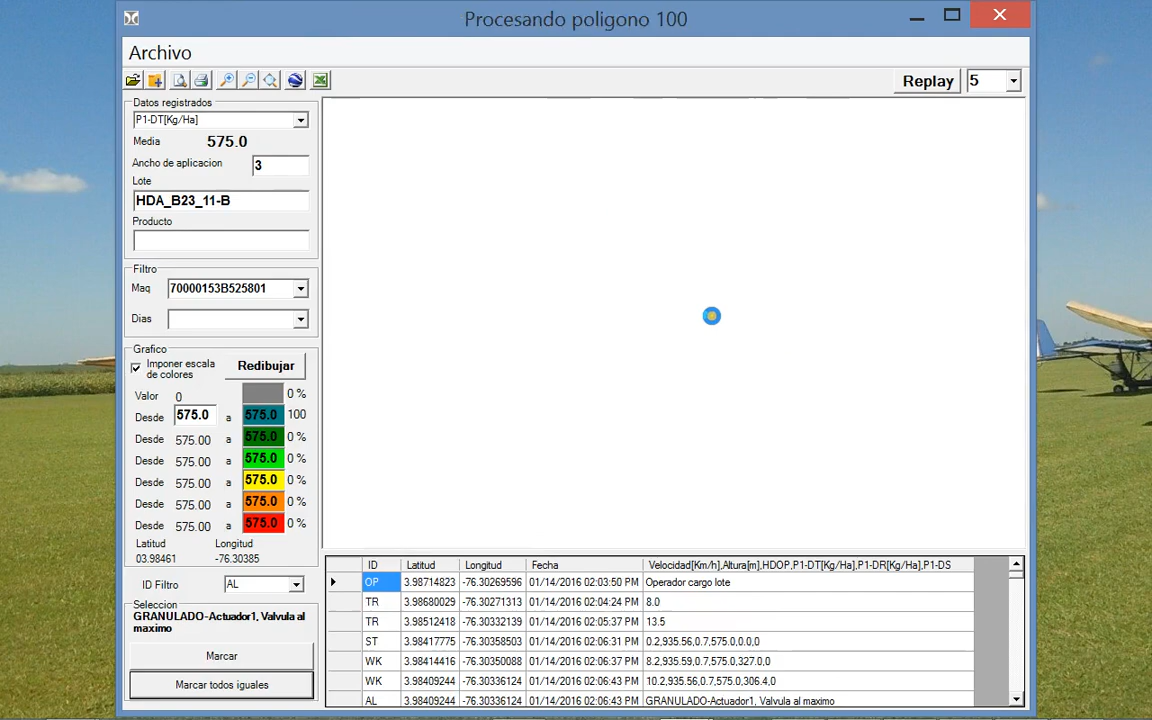 Procesando poligono 100
Archivo
Replay 5
Datos registrados
P1-DT[Kg/Ha]
Media 575.0
Ancho de aplicacion 3
Lote
HDA_B23_11-B
Producto
Filtro
Maq 70000153B525801
Dias
Grafico
Imponer escala de colores
Redibujar
Valor 0 0 %
Desde 575.0 a 575.0 100
Desde 575.00 a 575.0 0 %
Desde 575.00 a 575.0 0 %
Desde 575.00 a 575.0 0 %
Desde 575.00 a 575.0 0 %
Desde 575.00 a 575.0 0 %
Latitud Longitud
03.98461 -76.30385
ID Filtro AL
Seleccion
GRANULADO-Actuador1, Valvula al
maximo
Marcar
Marcar todos iguales
ID Latitud Longitud Fecha Velocidad[Km/h],Altura[m],HDOP,P1-DT[Kg/Ha],P1-DR[Kg/Ha],P1-DS
OP 3.98714823 -76.30269596 01/14/2016 02:03:50 PM Operador cargo lote
TR 3.98680029 -76.30271313 01/14/2016 02:04:24 PM 8.0
TR 3.98512418 -76.30332139 01/14/2016 02:05:37 PM 13.5
ST 3.98417775 -76.30358503 01/14/2016 02:06:31 PM 0.2,935.56,0.7,575.0,0.0,0
WK 3.98414416 -76.30350088 01/14/2016 02:06:37 PM 8.2,935.59,0.7,575.0,327.0,0
WK 3.98409244 -76.30336124 01/14/2016 02:06:43 PM 10.2,935.6,0.7,575.0,306.4,0
AL 3.98409244 -76.30336124 01/14/2016 02:06:43 PM GRANULADO-Actuador1, Valvula al maximo